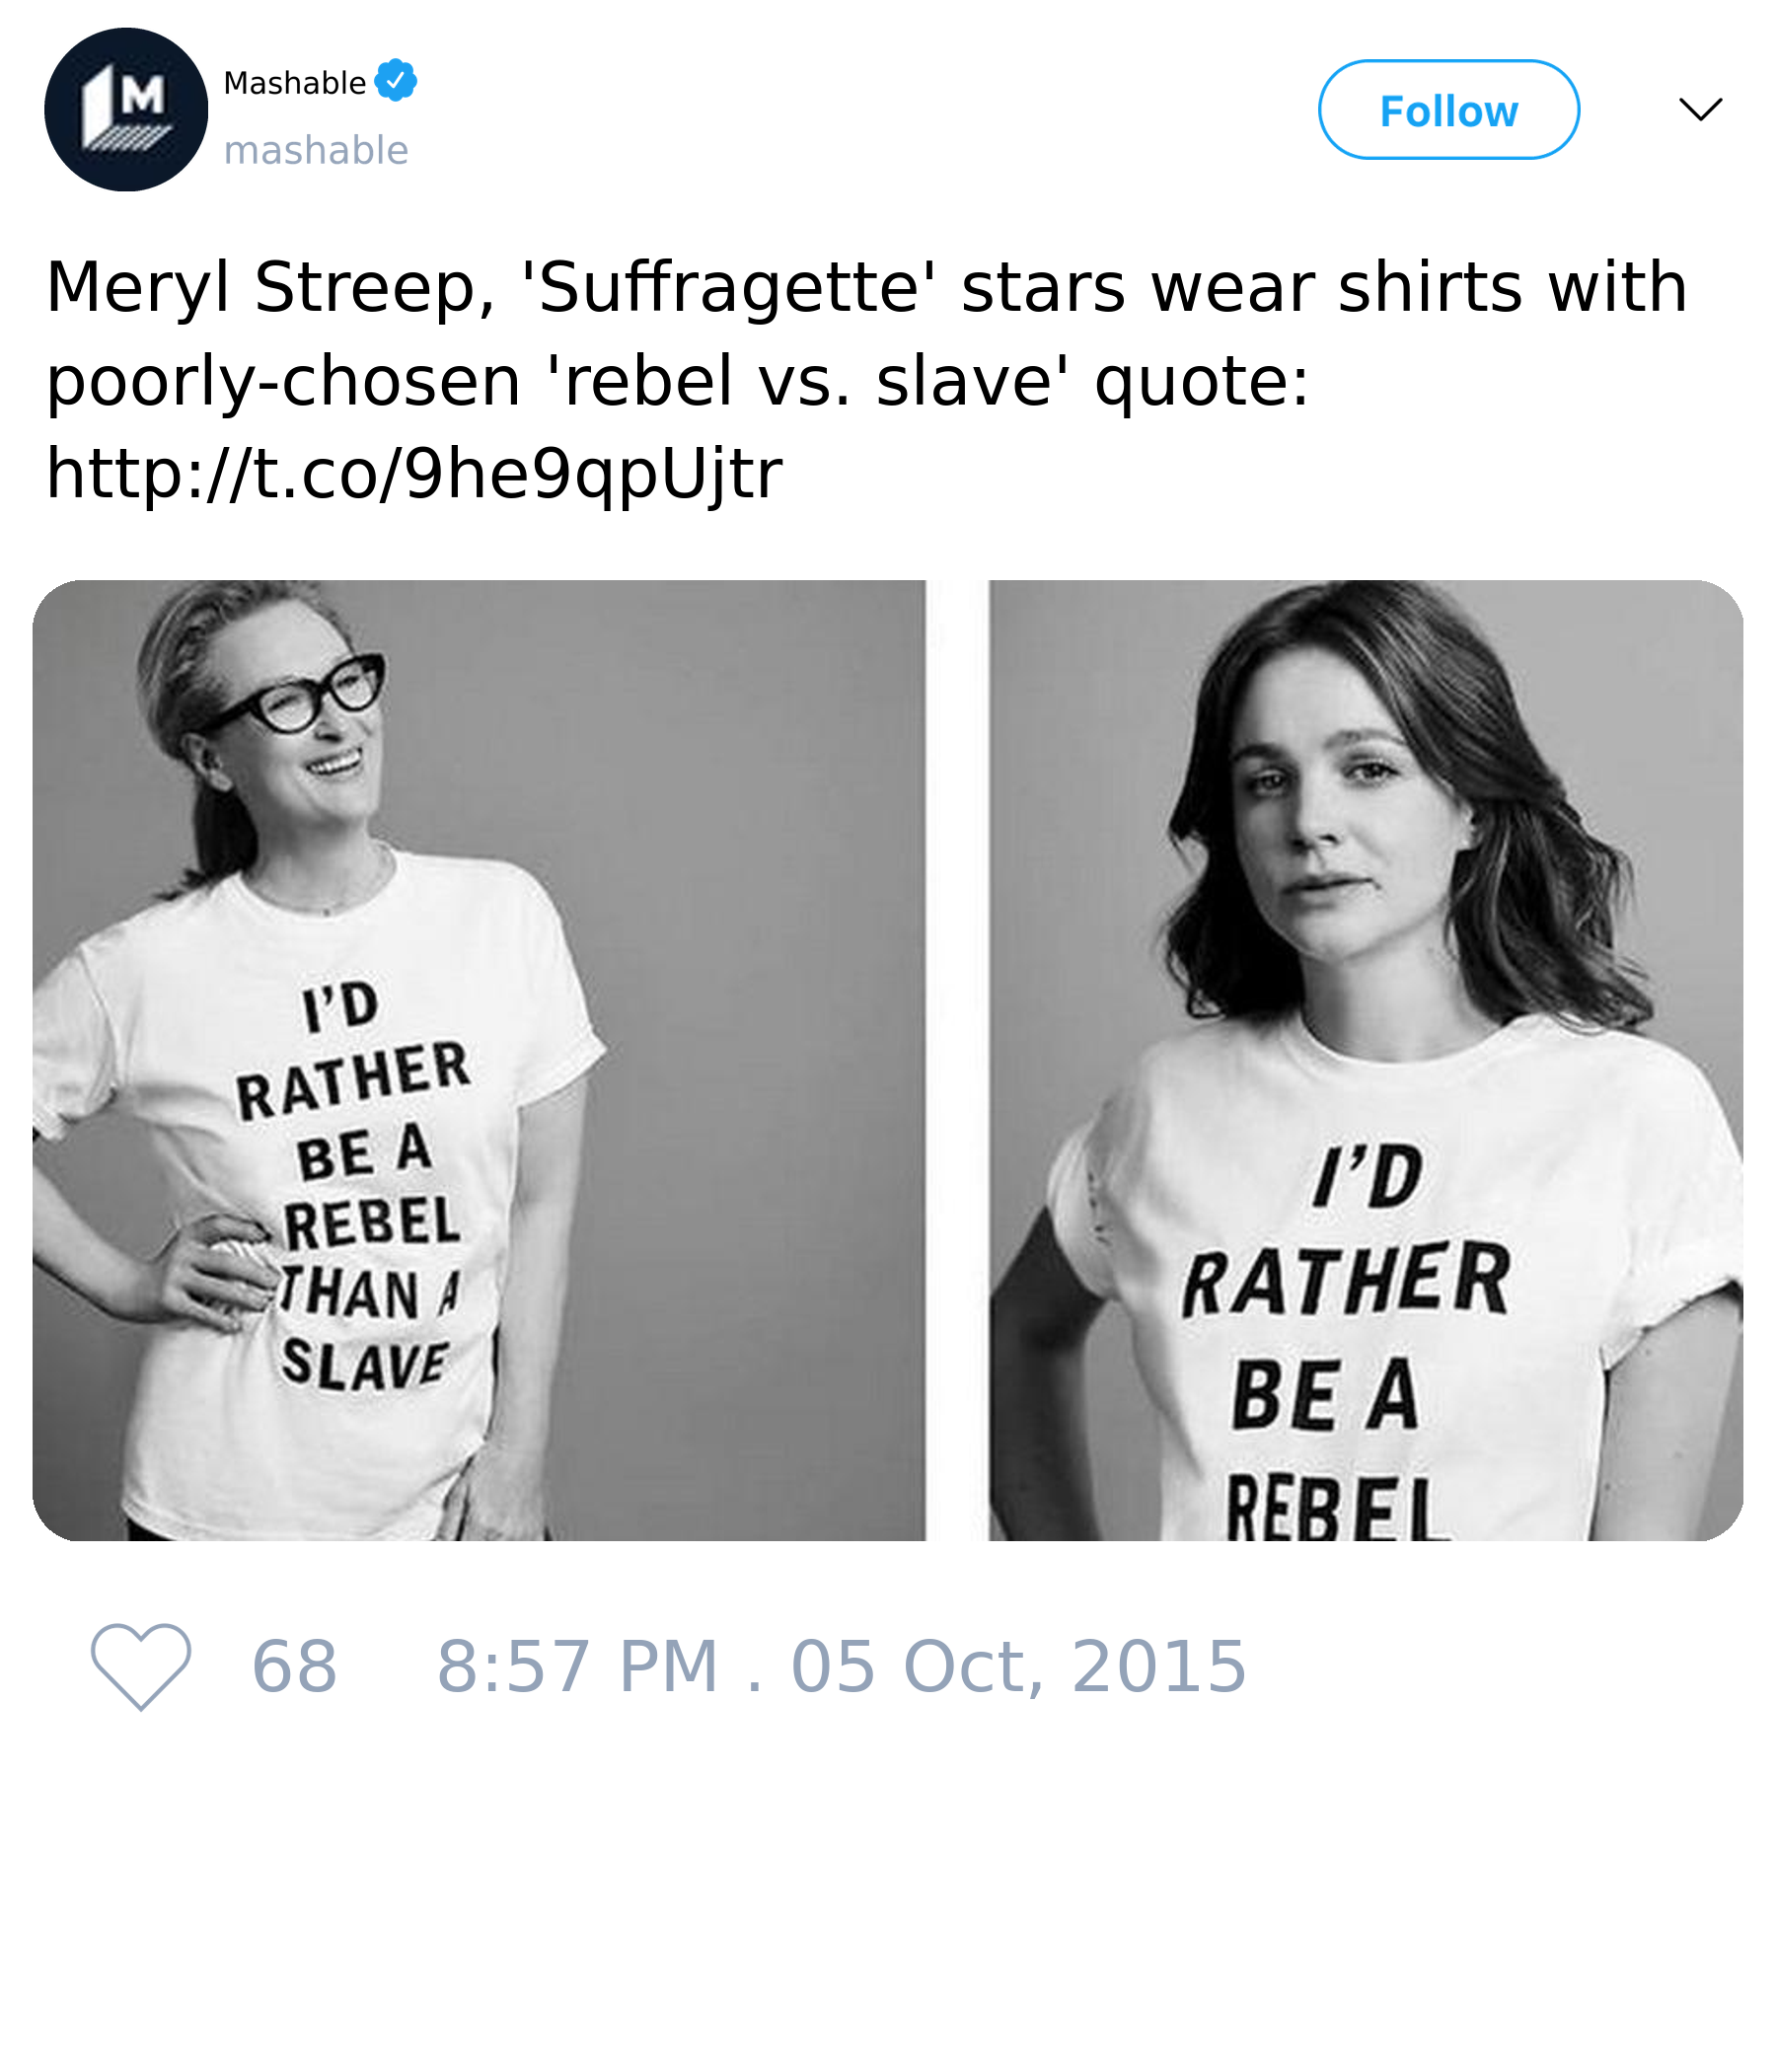 M
Mashable
mashable
Follow
Meryl Streep, 'Suffragette' stars wear shirts with
poorly-chosen 'rebel vs. slave' quote:
http://t.co/9he9qpUjtr
I'D
RATHER
BE A
REBEL
THAN A
SLAVE
I'D
RATHER
BE A
REBEL
68 8:57 PM . 05 Oct, 2015